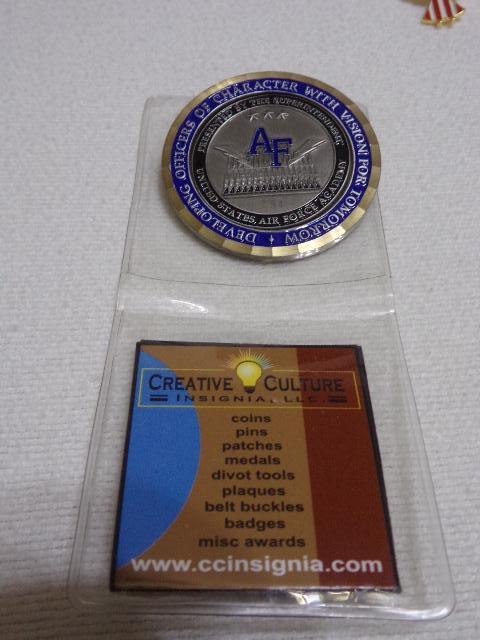 DEVELOPING OFFICERS OF CHARACTER WITH VISION FOR TOMORROW
PRESENTED BY THE SUPERINTENDENT
AF
UNITED STATES AIR FORCE ACADEMY
CREATIVE CULTURE
INSIGNIA, LLC.
coins
pins
patches
medals
divot tools
plaques
belt buckles
badges
misc awards
www.ccinsignia.com